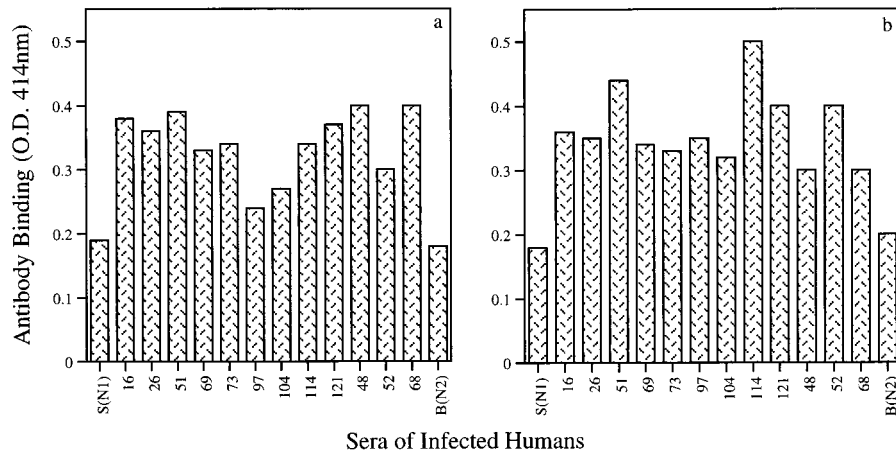 a
b
Antibody Binding (O.D. 414nm)
0.5
0.4
0.3
0.2
0.1
0
0.5
0.4
0.3
0.2
0.1
0
S(N1) 16 26 51 69 73 97 104 114 121 48 52 68 B(N2)
S(N1) 16 26 51 69 73 97 104 114 121 48 52 68 B(N2)
Sera of Infected Humans